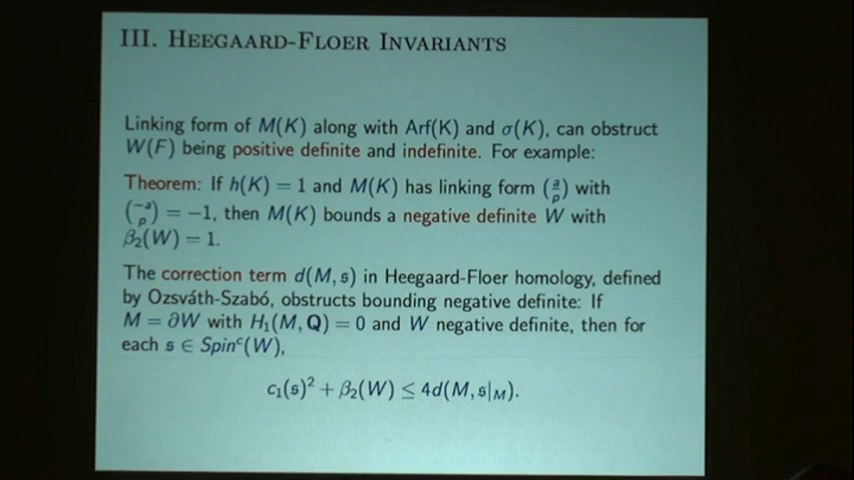 III. HEEGAARD-FLOER INVARIANTS
Linking form of M(K) along with Arf(K) and σ(K), can obstruct
W(F) being positive definite and indefinite. For example:
Theorem: If h(K) = 1 and M(K) has linking form (a/p) with
(−a/p) = −1, then M(K) bounds a negative definite W with
β₂(W) = 1.
The correction term d(M, 𝔰) in Heegaard-Floer homology, defined
by Ozsváth-Szabó, obstructs bounding negative definite: If
M = ∂W with H₁(M, Q) = 0 and W negative definite, then for
each 𝔰 ∈ Spinᶜ(W),
c₁(𝔰)² + β₂(W) ≤ 4d(M, 𝔰|M).